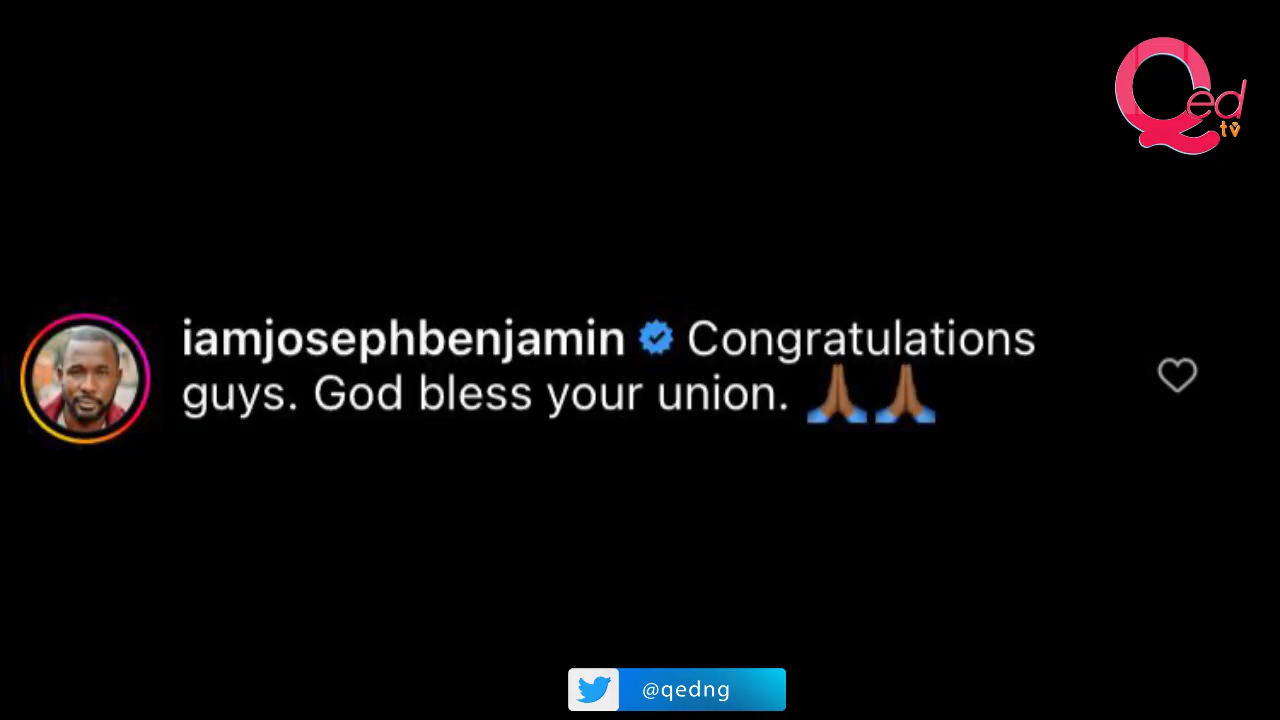 Qed
tv
iamjosephbenjamin Congratulations
guys. God bless your union. 🙏🏾🙏🏾
@qedng